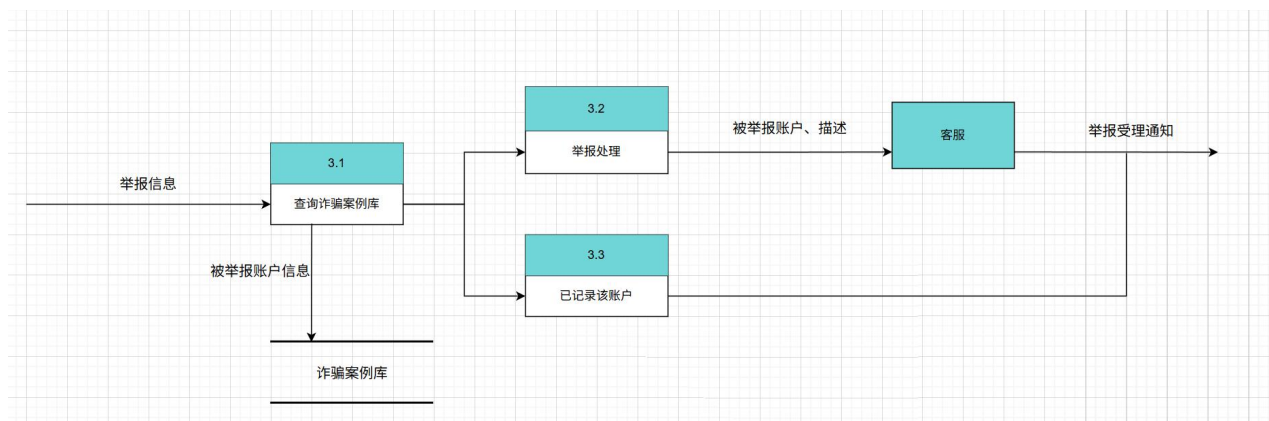 举报信息
3.1
查询诈骗案例库
被举报账户信息
诈骗案例库
3.2
举报处理
被举报账户、描述
客服
举报受理通知
3.3
已记录该账户